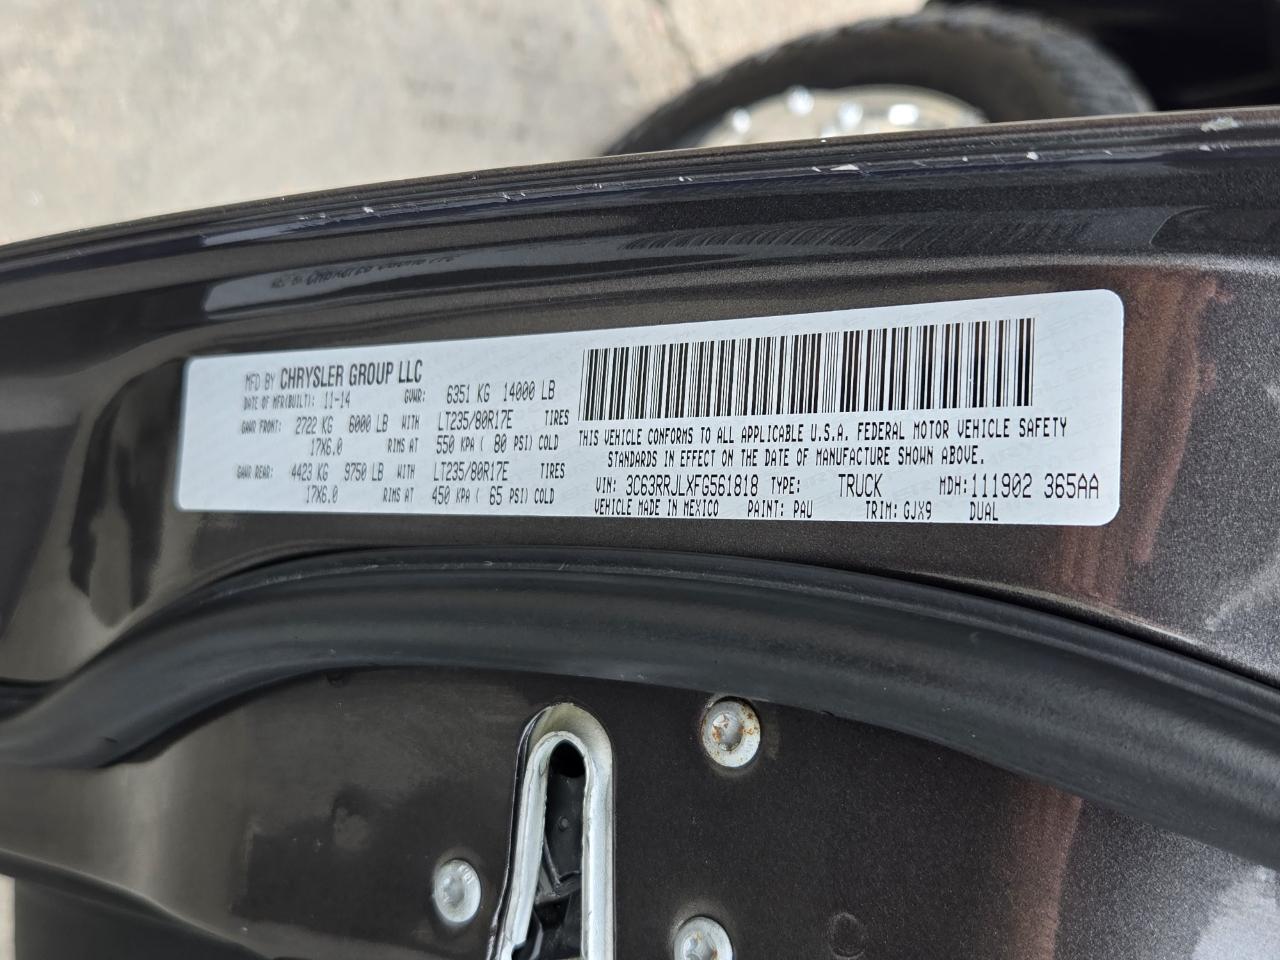 MFD BY CHRYSLER GROUP LLC
DATE OF MFR(BUILT): 11-14 GVWR: 6351 KG 14000 LB
GAWR FRONT: 2722 KG 6000 LB WITH LT235/80R17E TIRES
17X6.0 RIMS AT 550 KPA ( 80 PSI) COLD
GAWR REAR: 4423 KG 9750 LB WITH LT235/80R17E TIRES
17X6.0 RIMS AT 450 KPA ( 65 PSI) COLD
THIS VEHICLE CONFORMS TO ALL APPLICABLE U.S.A. FEDERAL MOTOR VEHICLE SAFETY
STANDARDS IN EFFECT ON THE DATE OF MANUFACTURE SHOWN ABOVE.
VIN: 3C63RRJLXFG561818 TYPE: TRUCK MDH:111902 365AA
VEHICLE MADE IN MEXICO PAINT: PAU TRIM: GJX9 DUAL